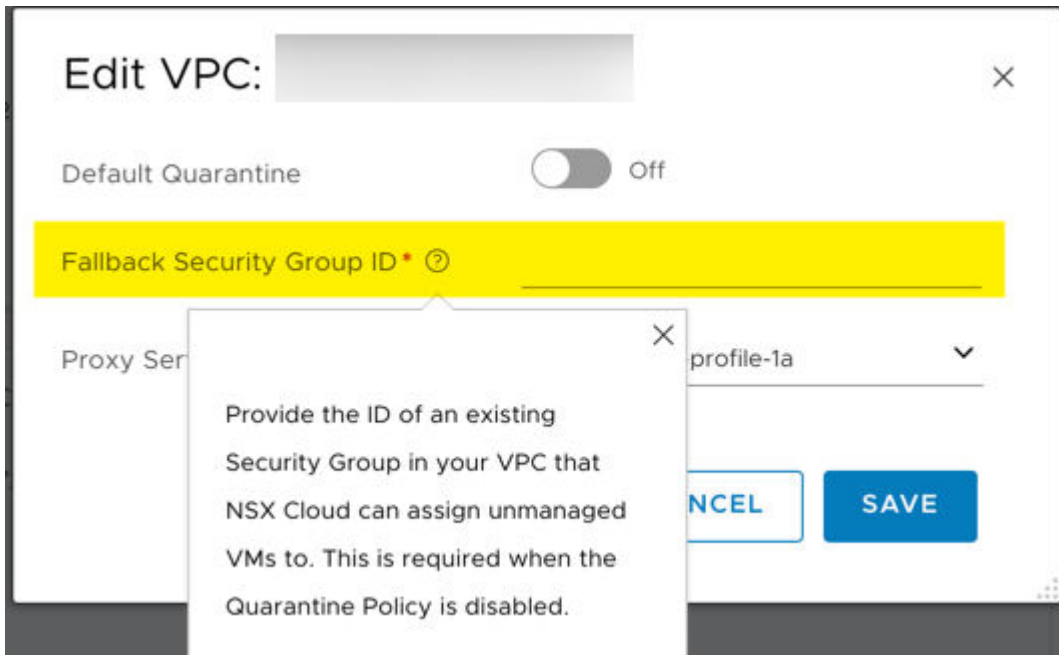 Edit VPC:
Default Quarantine
Off
Fallback Security Group ID*
Proxy Ser
profile-1a
Provide the ID of an existing
Security Group in your VPC that
NSX Cloud can assign unmanaged
VMs to. This is required when the
Quarantine Policy is disabled.
NCEL
SAVE